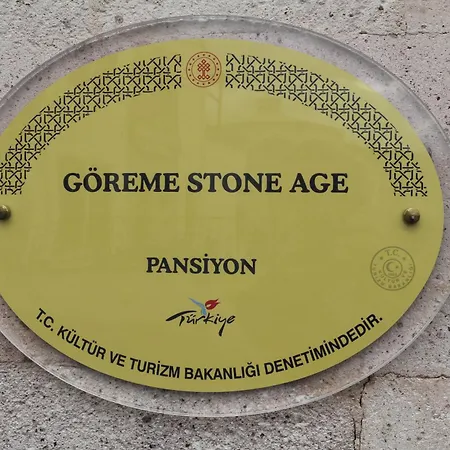 GÖREME STONE AGE
PANSİYON
Türkiye
T.C. KÜLTÜR VE TURİZM BAKANLIĞI DENETİMİNDEDİR.
T.C.